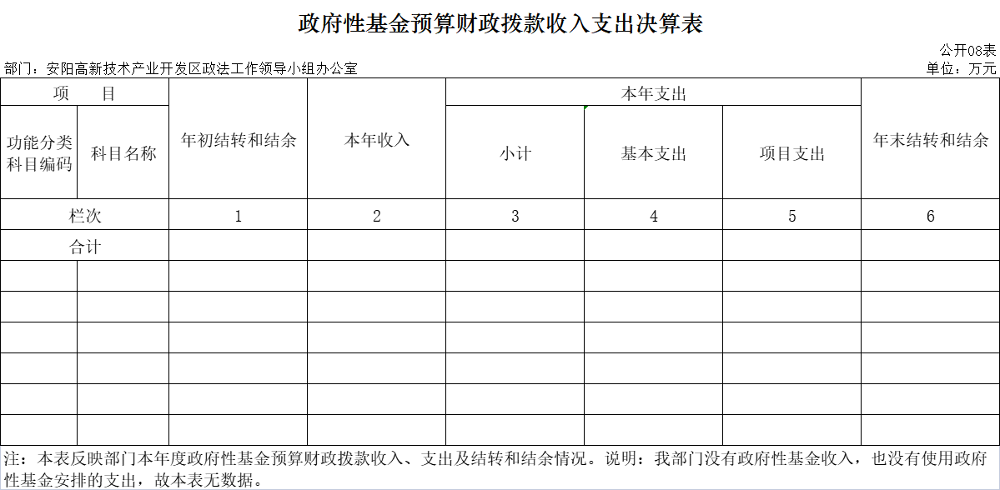 政府性基金预算财政拨款收入支出决算表
公开08表
部门：安阳高新技术产业开发区政法工作领导小组办公室 单位：万元
项 目 年初结转和结余 本年收入 本年支出 年末结转和结余
功能分类科目编码 科目名称 小计 基本支出 项目支出
栏次 1 2 3 4 5 6
合计
注：本表反映部门本年度政府性基金预算财政拨款收入、支出及结转和结余情况。说明：我部门没有政府性基金收入，也没有使用政府
性基金安排的支出，故本表无数据。